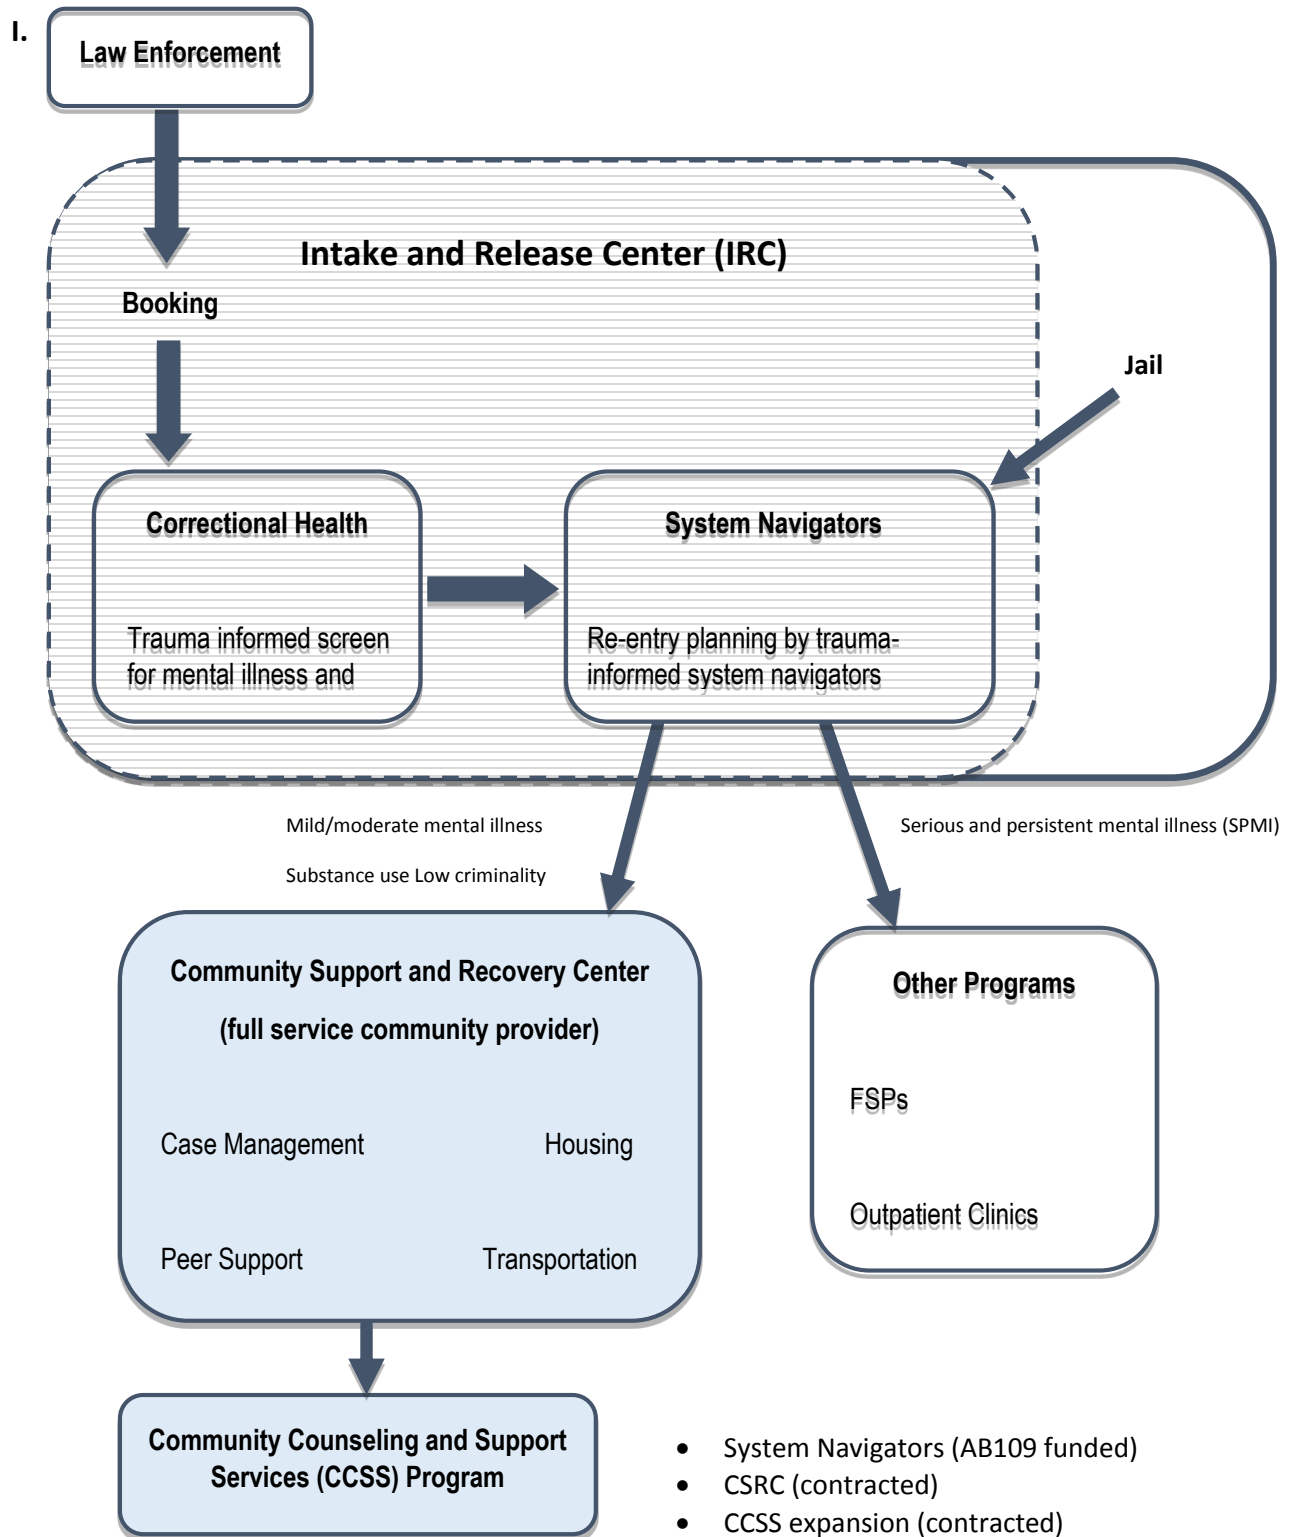 I.
Law Enforcement
Intake and Release Center (IRC)
Booking
Jail
Correctional Health
Trauma informed screen
for mental illness and
System Navigators
Re-entry planning by trauma-
informed system navigators
Mild/moderate mental illness
Substance use Low criminality
Serious and persistent mental illness (SPMI)
Community Support and Recovery Center
(full service community provider)
Case Management
Housing
Peer Support
Transportation
Other Programs
FSPs
Outpatient Clinics
Community Counseling and Support
Services (CCSS) Program
• System Navigators (AB109 funded)
• CSRC (contracted)
• CCSS expansion (contracted)